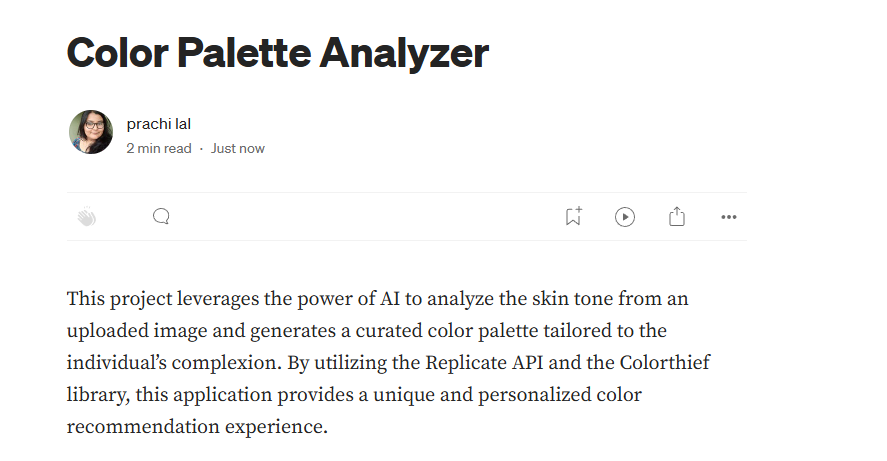 Color Palette Analyzer
prachi lal
2 min read · Just now
This project leverages the power of AI to analyze the skin tone from an
uploaded image and generates a curated color palette tailored to the
individual’s complexion. By utilizing the Replicate API and the Colorthief
library, this application provides a unique and personalized color
recommendation experience.